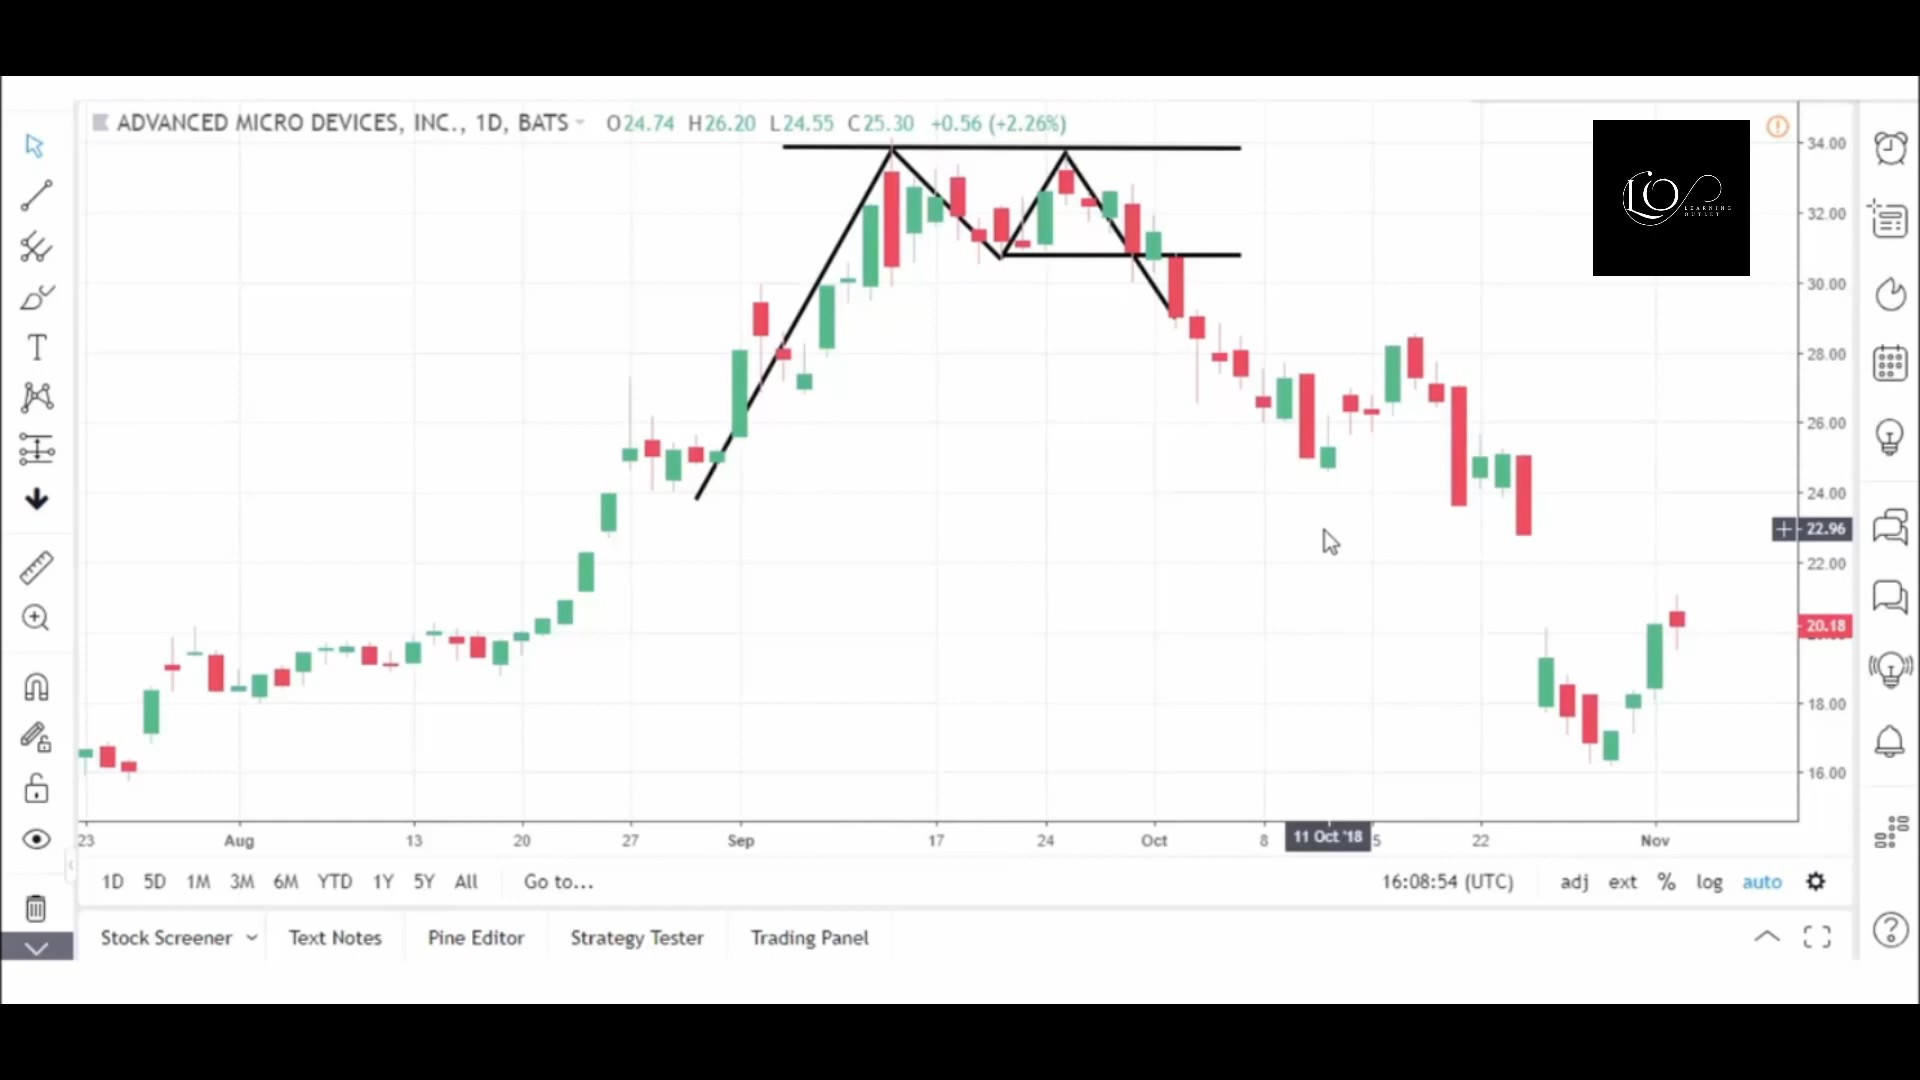 ADVANCED MICRO DEVICES, INC., 1D, BATS O24.74 H26.20 L24.55 C25.30 +0.56 (+2.26%)
LO
LEARNING
OUTLET
34.00
32.00
30.00
28.00
26.00
24.00
22.96
22.00
20.18
18.00
16.00
23 Aug 13 20 27 Sep 17 24 Oct 8 11 Oct '18 5 22 Nov
1D 5D 1M 3M 6M YTD 1Y 5Y All Go to... 16:08:54 (UTC) adj ext % log auto
Stock Screener Text Notes Pine Editor Strategy Tester Trading Panel